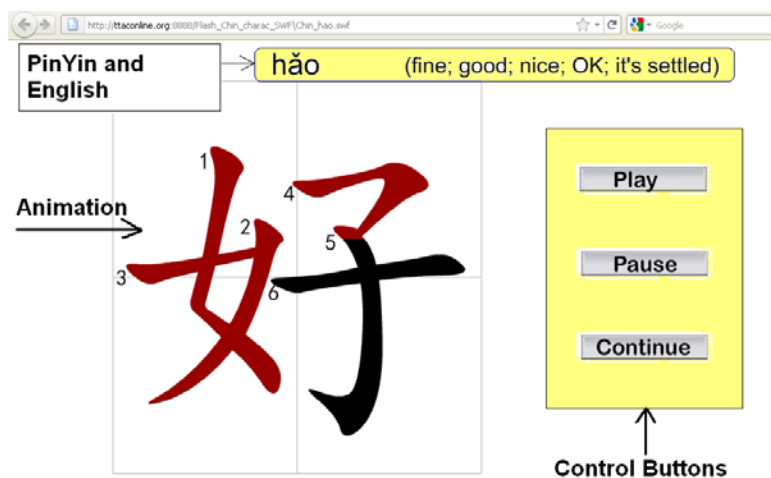 http://ttaconline.org:8888/Flash_Chin_charac_SWF/Chin_hao.swf
Google
PinYin and
English
hǎo (fine; good; nice; OK; it's settled)
Animation
好
1
2
3
4
5
6
Play
Pause
Continue
Control Buttons